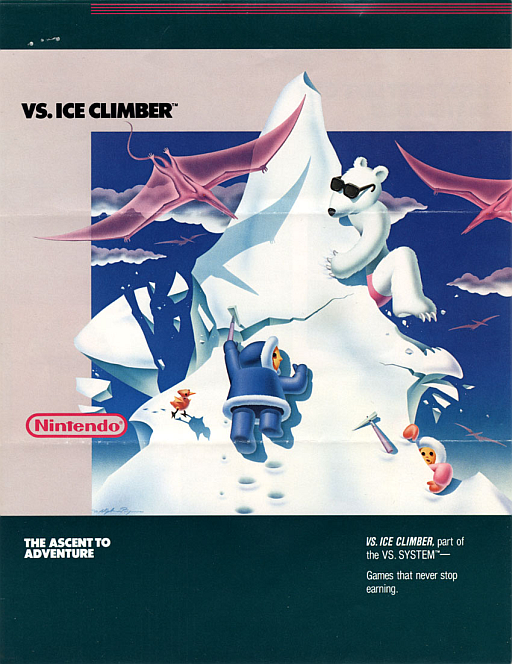 VS. ICE CLIMBER™
Nintendo®
THE ASCENT TO
ADVENTURE
VS. ICE CLIMBER, part of
the VS. SYSTEM™—
Games that never stop
earning.